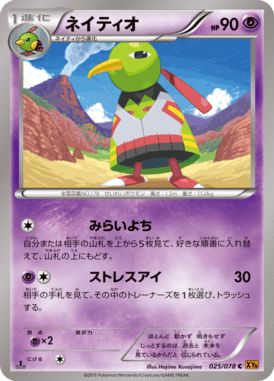 1進化 ネイティオ HP90
ネイティから進化
全国図鑑NO.178 せいれいポケモン 高さ:1.5m 重さ:15.0kg
みらいよち
自分または相手の山札を上から5枚見て、好きな順番に入れ替
えて、山札の上にもどす。
ストレスアイ 30
相手の手札を見て、その中のトレーナーズを1枚選び、トラッシュ
する。
弱点 ×2 抵抗力
にげる
ほとんど 動かず 鳴きもせず
じっとするのは 過去と 未来を
見ているからだと 信じられている。
Illus. Hajime Kusajima
©2015 Pokémon/Nintendo/Creatures/GAME FREAK.
025/078 C XY6